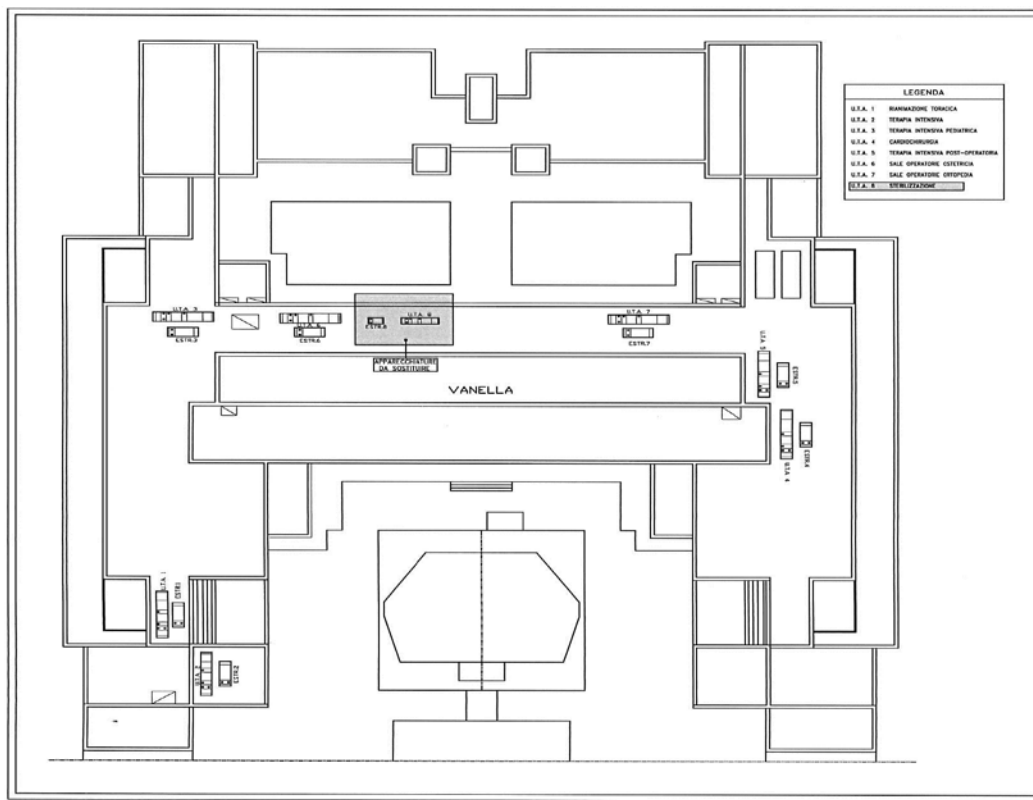 LEGENDA
U.T.A. 1 RIANIMAZIONE TORACICA
U.T.A. 2 TERAPIA INTENSIVA
U.T.A. 3 TERAPIA INTENSIVA PEDIATRICA
U.T.A. 4 CARDIOCHIRURGIA
U.T.A. 5 TERAPIA INTENSIVA POST-OPERATORIA
U.T.A. 6 SALE OPERATORIE OSTETRICIA
U.T.A. 7 SALE OPERATORIE ORTOPEDIA
U.T.A. 8 STERILIZZAZIONE
U.T.A. 3
ESTR.3
U.T.A. 6
ESTR.6
ESTR.8
U.T.A. 8
U.T.A. 7
ESTR.7
APPARECCHIATURE
DA SOSTITUIRE
VANELLA
U.T.A. 5
ESTR.5
U.T.A. 4
ESTR.4
U.T.A. 1
ESTR.1
U.T.A. 2
ESTR.2